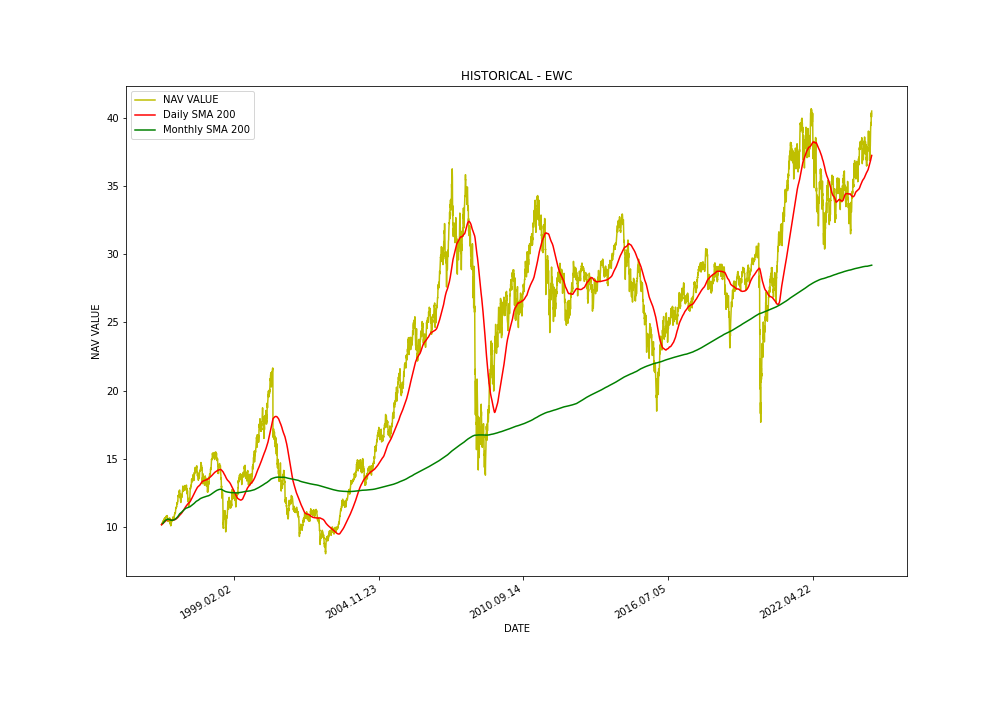 HISTORICAL - EWC
NAV VALUE
Daily SMA 200
Monthly SMA 200
NAV VALUE
40
35
30
25
20
15
10
1999.02.02
2004.11.23
2010.09.14
2016.07.05
2022.04.22
DATE